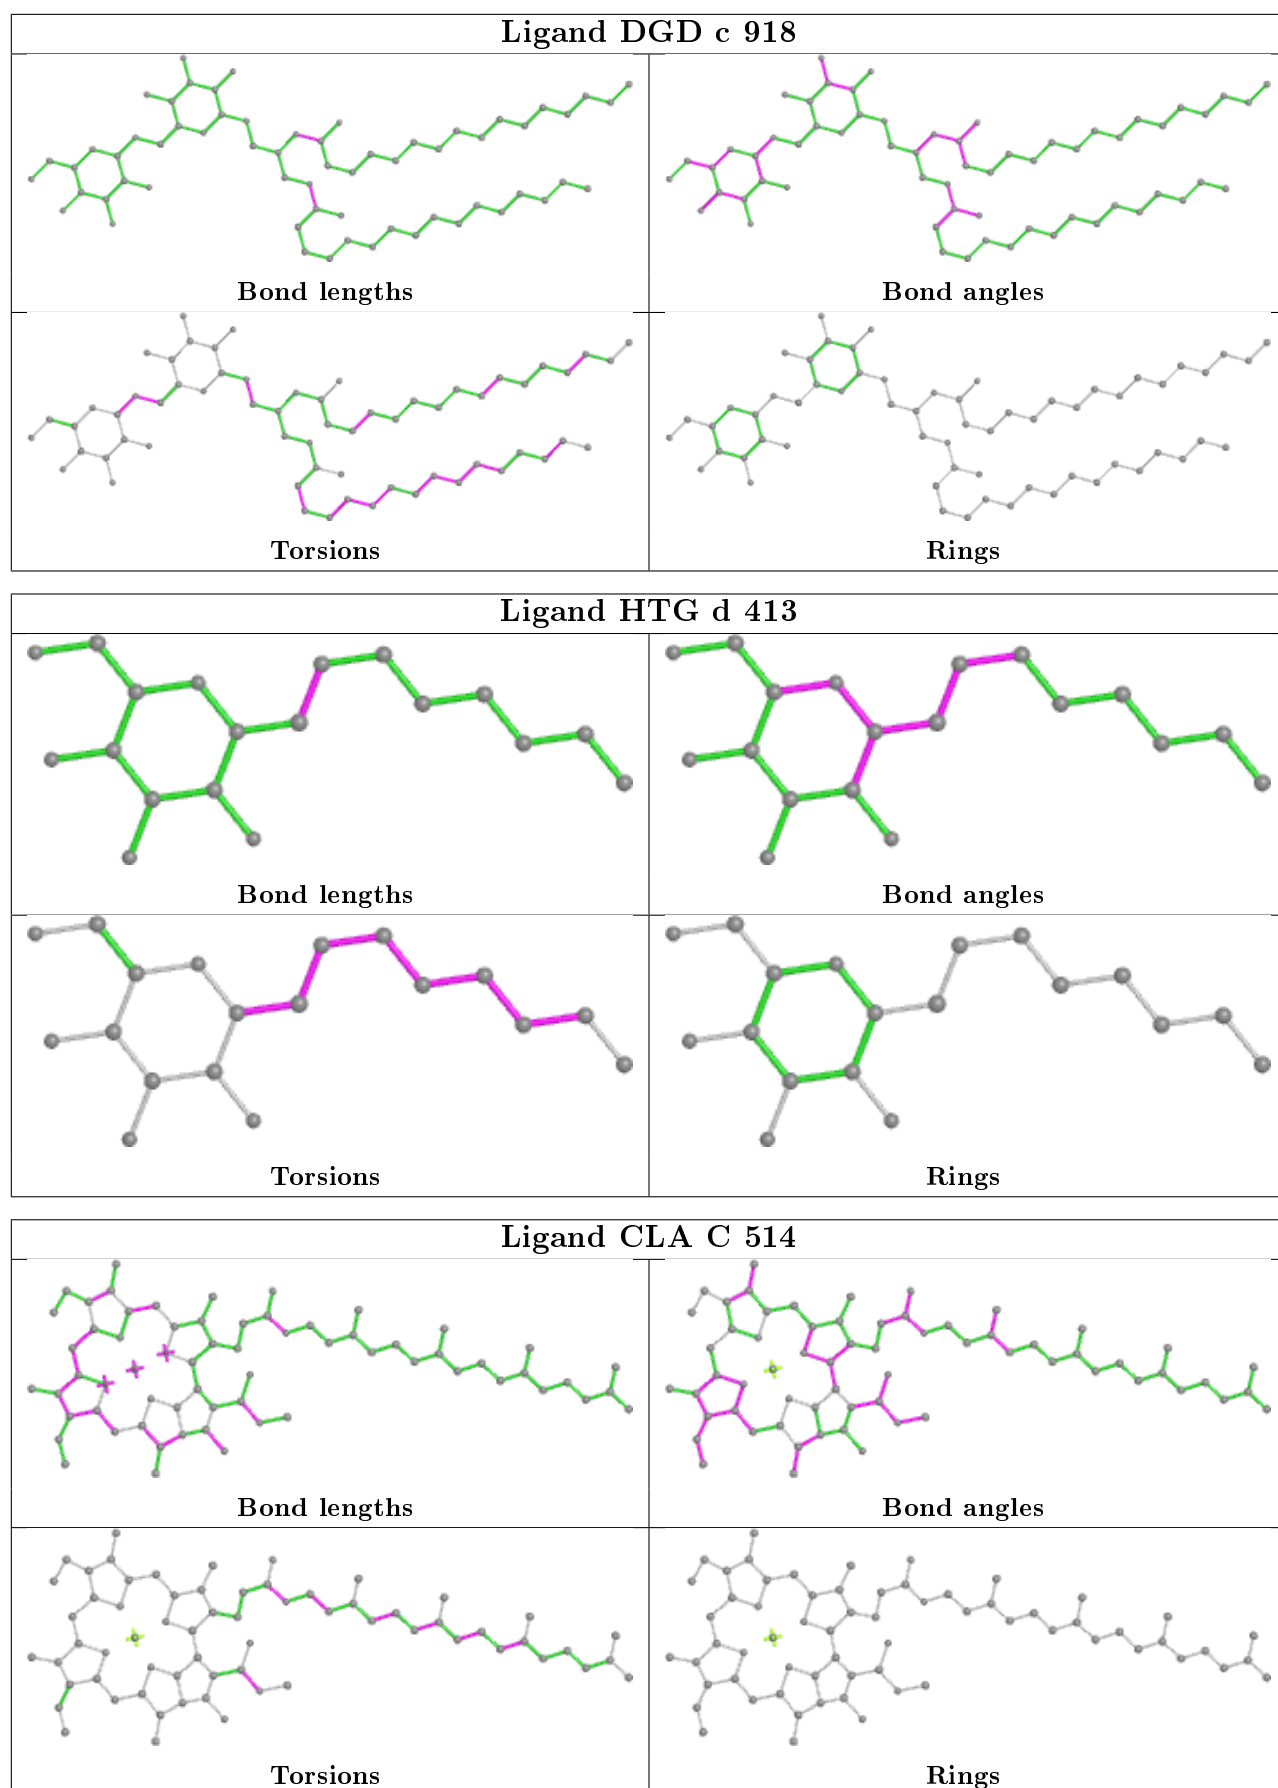 Ligand DGD c 918
Bond lengths
Bond angles
Torsions
Rings
Ligand HTG d 413
Bond lengths
Bond angles
Torsions
Rings
Ligand CLA C 514
Bond lengths
Bond angles
Torsions
Rings